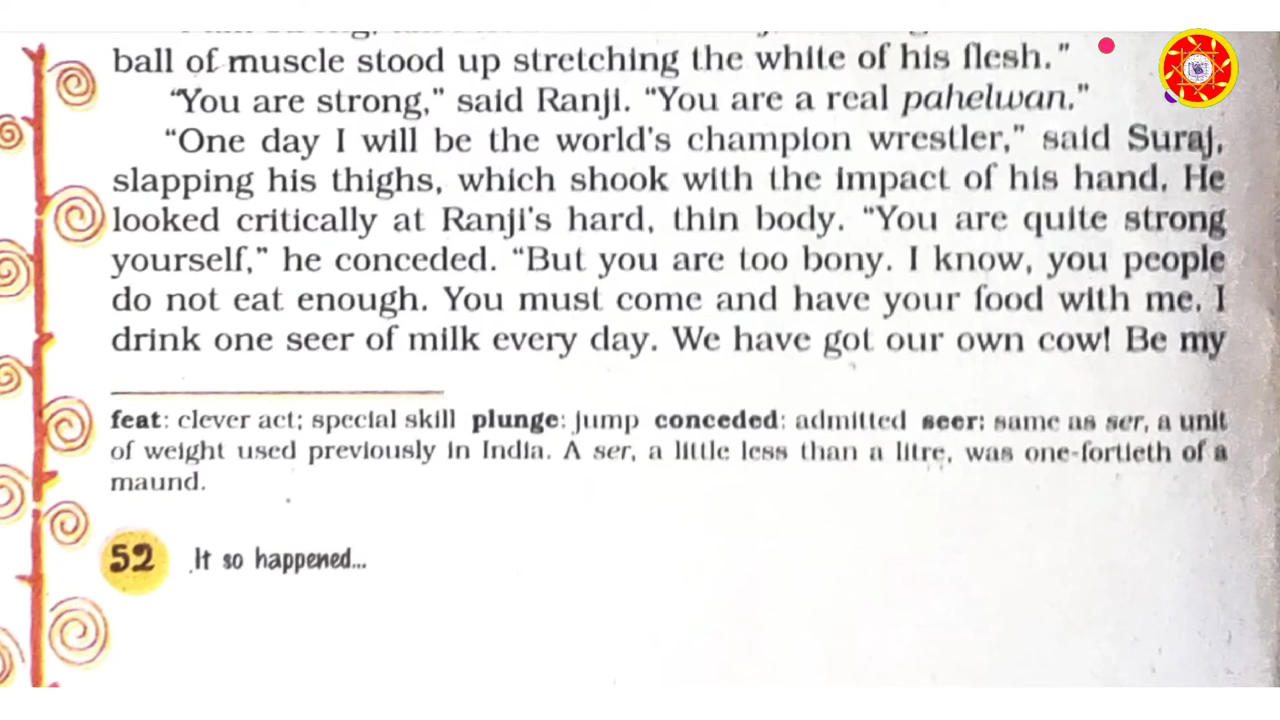 ball of muscle stood up stretching the white of his flesh."
"You are strong," said Ranji. "You are a real pahelwan."
"One day I will be the world's champion wrestler," said Suraj,
slapping his thighs, which shook with the impact of his hand. He
looked critically at Ranji's hard, thin body. "You are quite strong
yourself," he conceded. "But you are too bony. I know, you people
do not eat enough. You must come and have your food with me. I
drink one seer of milk every day. We have got our own cow! Be my
feat: clever act; special skill plunge: jump conceded: admitted seer: same as ser, a unit
of weight used previously in India. A ser, a little less than a litre, was one-fortieth of a
maund.
52 It so happened...